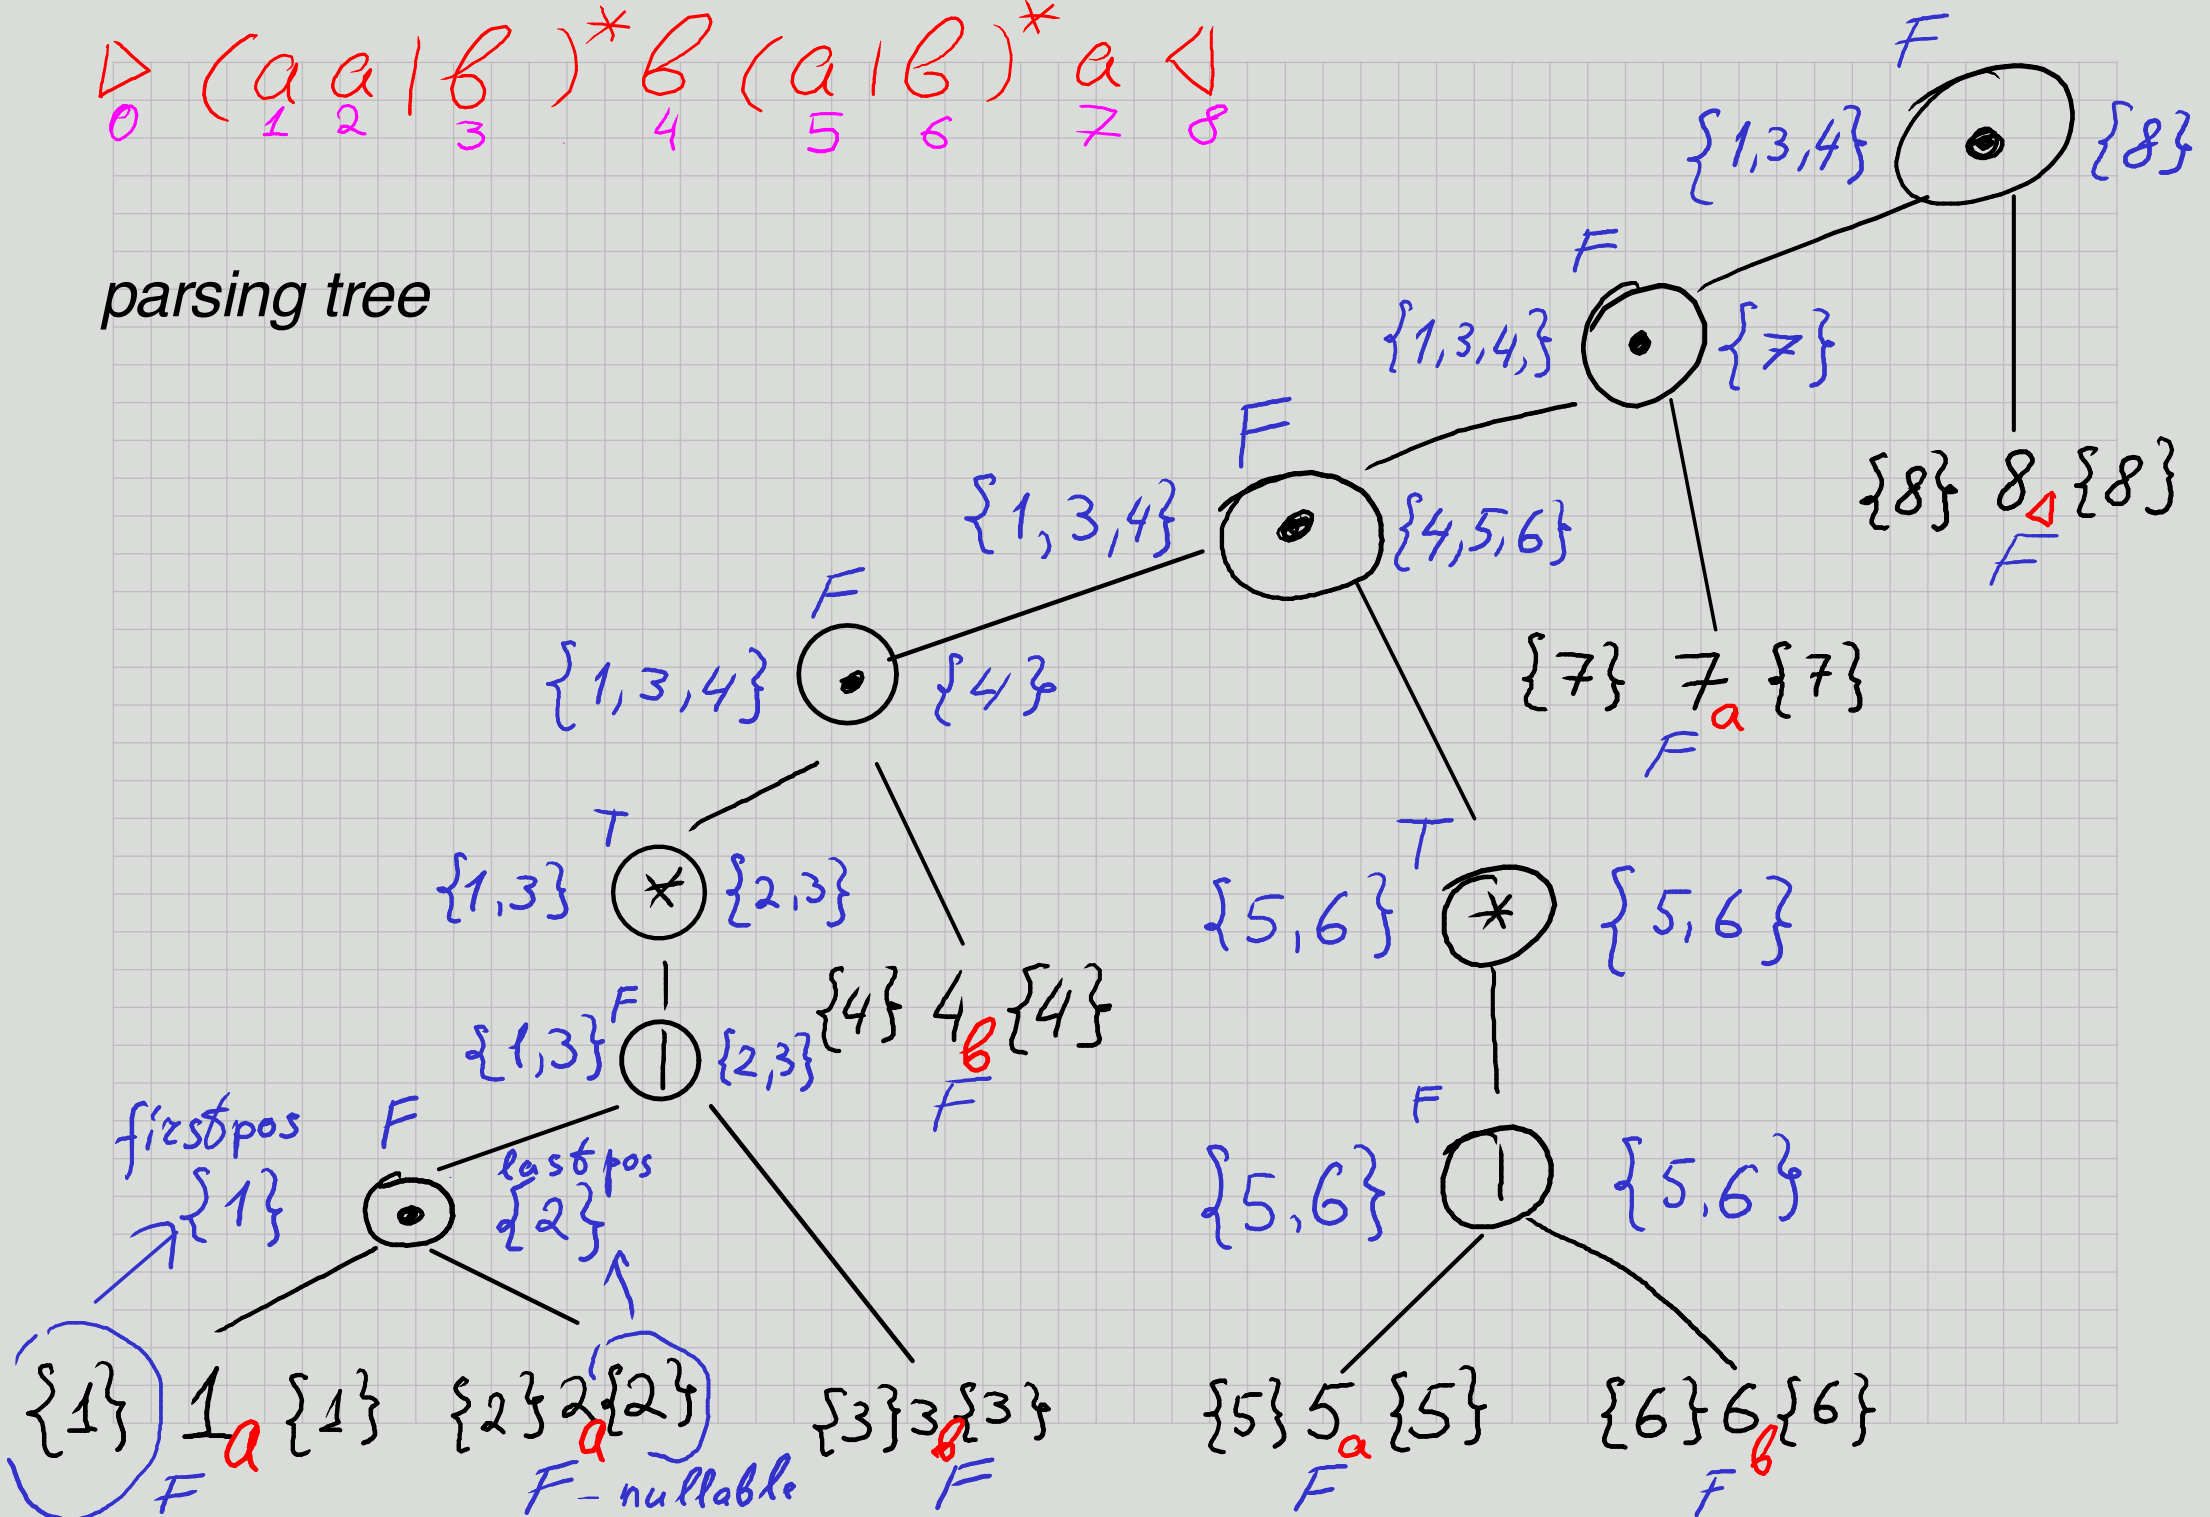 ▷ (aa|b)* b (a|b)* a ◁
0 1 2 3 4 5 6 7 8
parsing tree
F
{1,3,4} • {8}
F
{1,3,4,} • {7}
F
{8} 8 ◁ {8}
F
{1,3,4} • {4,5,6}
F
{1,3,4} • {4}
{7} 7 a {7}
F
T
{1,3} * {2,3}
T
{5,6} * {5,6}
{4} 4 b {4}
F
F
{1,3} | {2,3}
F
{5,6} | {5,6}
firstpos
F
lastpos
{1} • {2}
{1} 1 a {1}
F
{2} 2 a {2}
F - nullable
{3} 3 b {3}
F
{5} 5 a {5}
F
{6} 6 b {6}
F